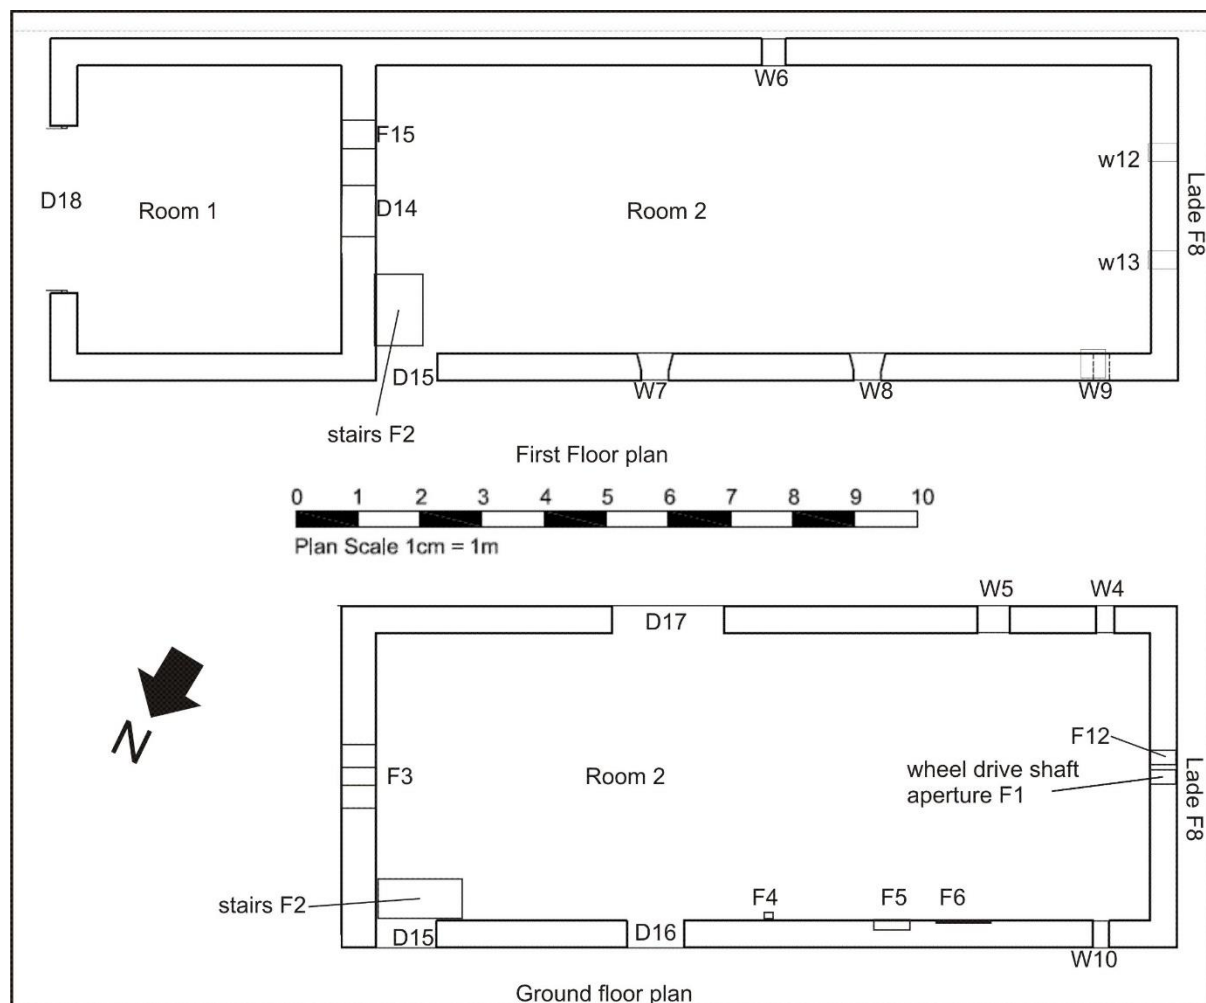 W6
F15
w12
D18
Room 1
D14
Room 2
Lade F8
w13
D15
W7
W8
W9
stairs F2
First Floor plan
0 1 2 3 4 5 6 7 8 9 10
Plan Scale 1cm = 1m
W5
W4
D17
N
F12
F3
Room 2
wheel drive shaft
aperture F1
Lade F8
stairs F2
F4
F5
F6
D15
D16
W10
Ground floor plan